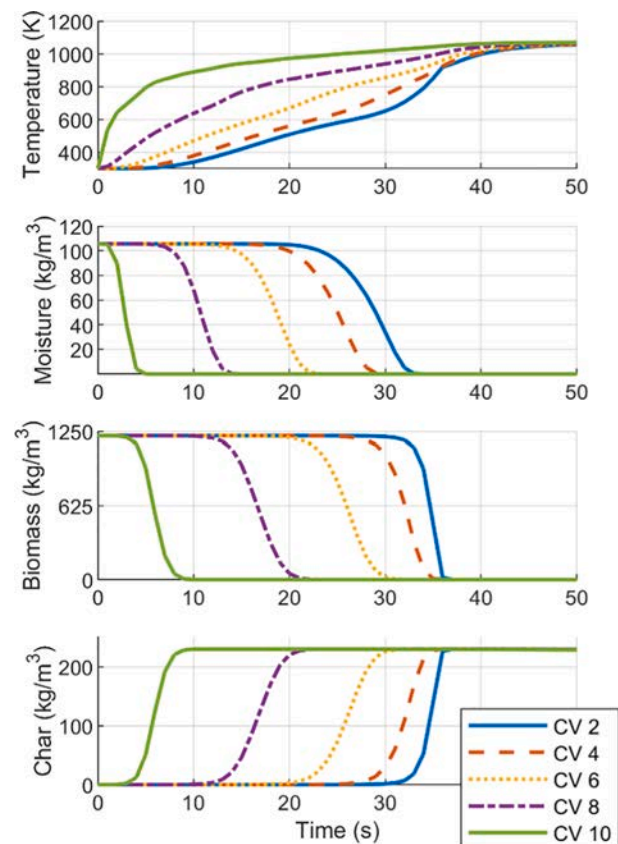 Temperature (K)
1200
1000
800
600
400
0 10 20 30 40 50
Moisture (kg/m³)
120
100
80
60
40
20
0 10 20 30 40 50
Biomass (kg/m³)
1250
625
0
0 10 20 30 40 50
Char (kg/m³)
200
100
0
0 10 20 30
Time (s)
CV 2
CV 4
CV 6
CV 8
CV 10